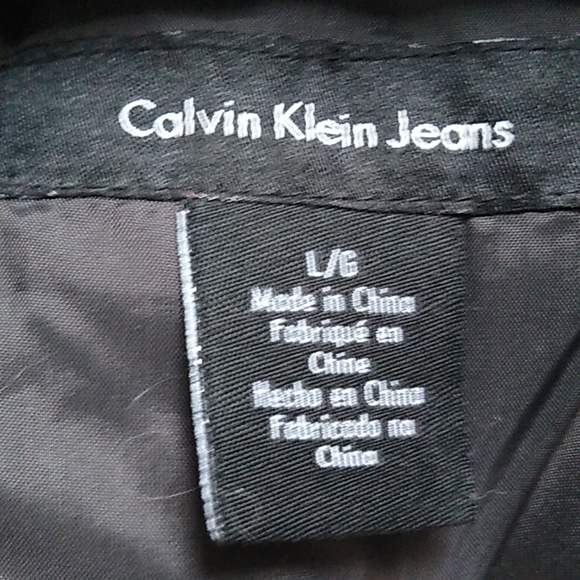 Calvin Klein Jeans
L/G
Made in China
Fabriqué en
Chine
Hecho en China
Fabricado na
China